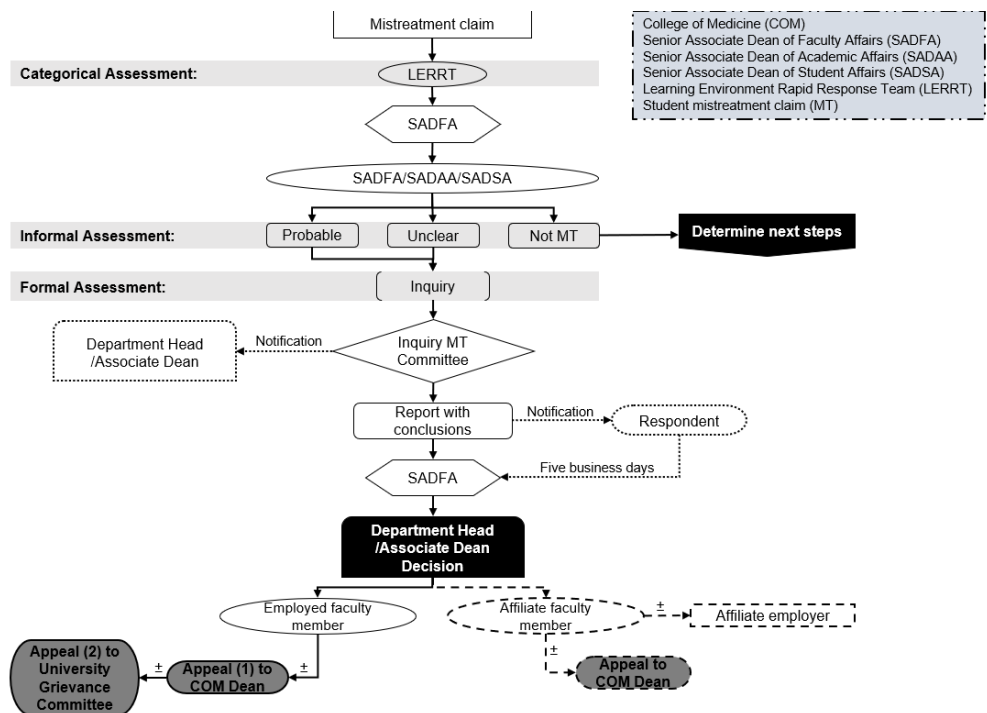 Mistreatment claim
College of Medicine (COM)
Senior Associate Dean of Faculty Affairs (SADFA)
Senior Associate Dean of Academic Affairs (SADAA)
Senior Associate Dean of Student Affairs (SADSA)
Learning Environment Rapid Response Team (LERRT)
Student mistreatment claim (MT)
Categorical Assessment:
LERRT
SADFA
SADFA/SADAA/SADSA
Informal Assessment:
Probable
Unclear
Not MT
Determine next steps
Formal Assessment:
Inquiry
Department Head
/Associate Dean
Notification
Inquiry MT
Committee
Report with
conclusions
Notification
Respondent
SADFA
Five business days
Department Head
/Associate Dean
Decision
Employed faculty
member
Affiliate faculty
member
±
Affiliate employer
Appeal (2) to
University
Grievance
Committee
±
Appeal (1) to
COM Dean
±
±
Appeal to
COM Dean